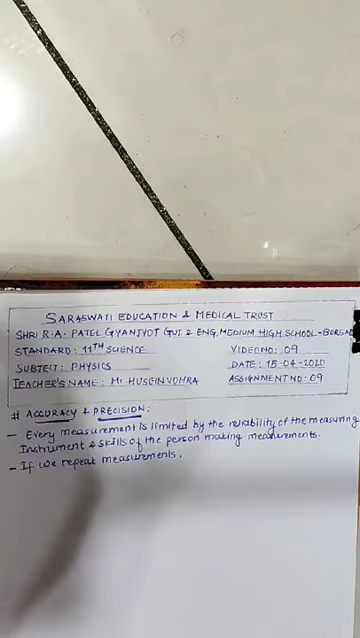 SARASWATI EDUCATION & MEDICAL TRUST
SHRI R.A. PATEL GYANJYOT GUJ. & ENG. MEDIUM HIGH SCHOOL - BORSAD
STANDARD : 11TH SCIENCE VIDEO NO : 09
SUBJECT : PHYSICS DATE : 15-04-2020
TEACHER'S NAME : Mr HUSEIN VOHRA ASSIGNMENT NO : 09
# ACCURACY & PRECISION :
- Every measurement is limited by the reliability of the measuring
Instrument & skills of the person making measurements.
- If we repeat measurements,